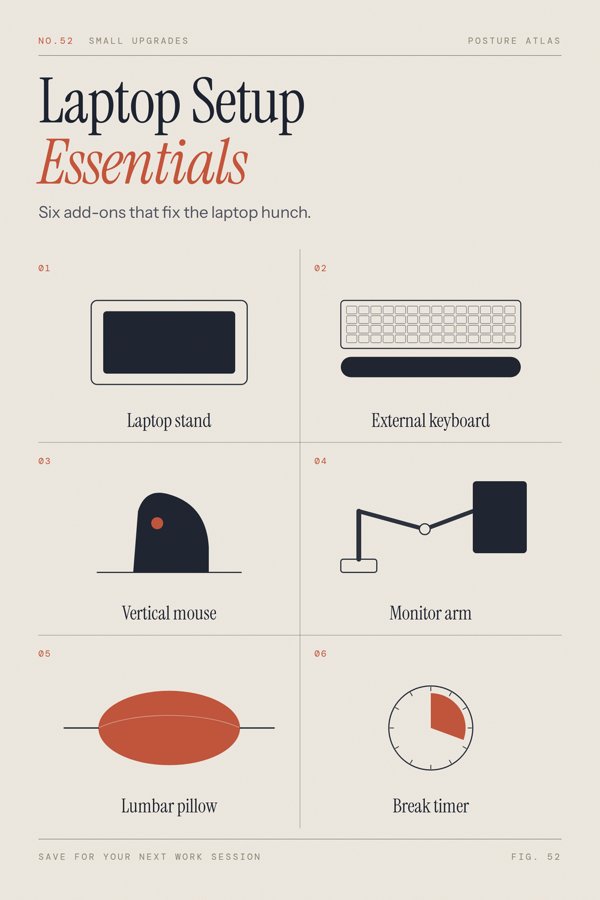 NO.52 SMALL UPGRADES
POSTURE ATLAS
Laptop Setup
Essentials
Six add-ons that fix the laptop hunch.
01
02
Laptop stand
External keyboard
03
04
Vertical mouse
Monitor arm
05
06
Lumbar pillow
Break timer
SAVE FOR YOUR NEXT WORK SESSION
FIG. 52